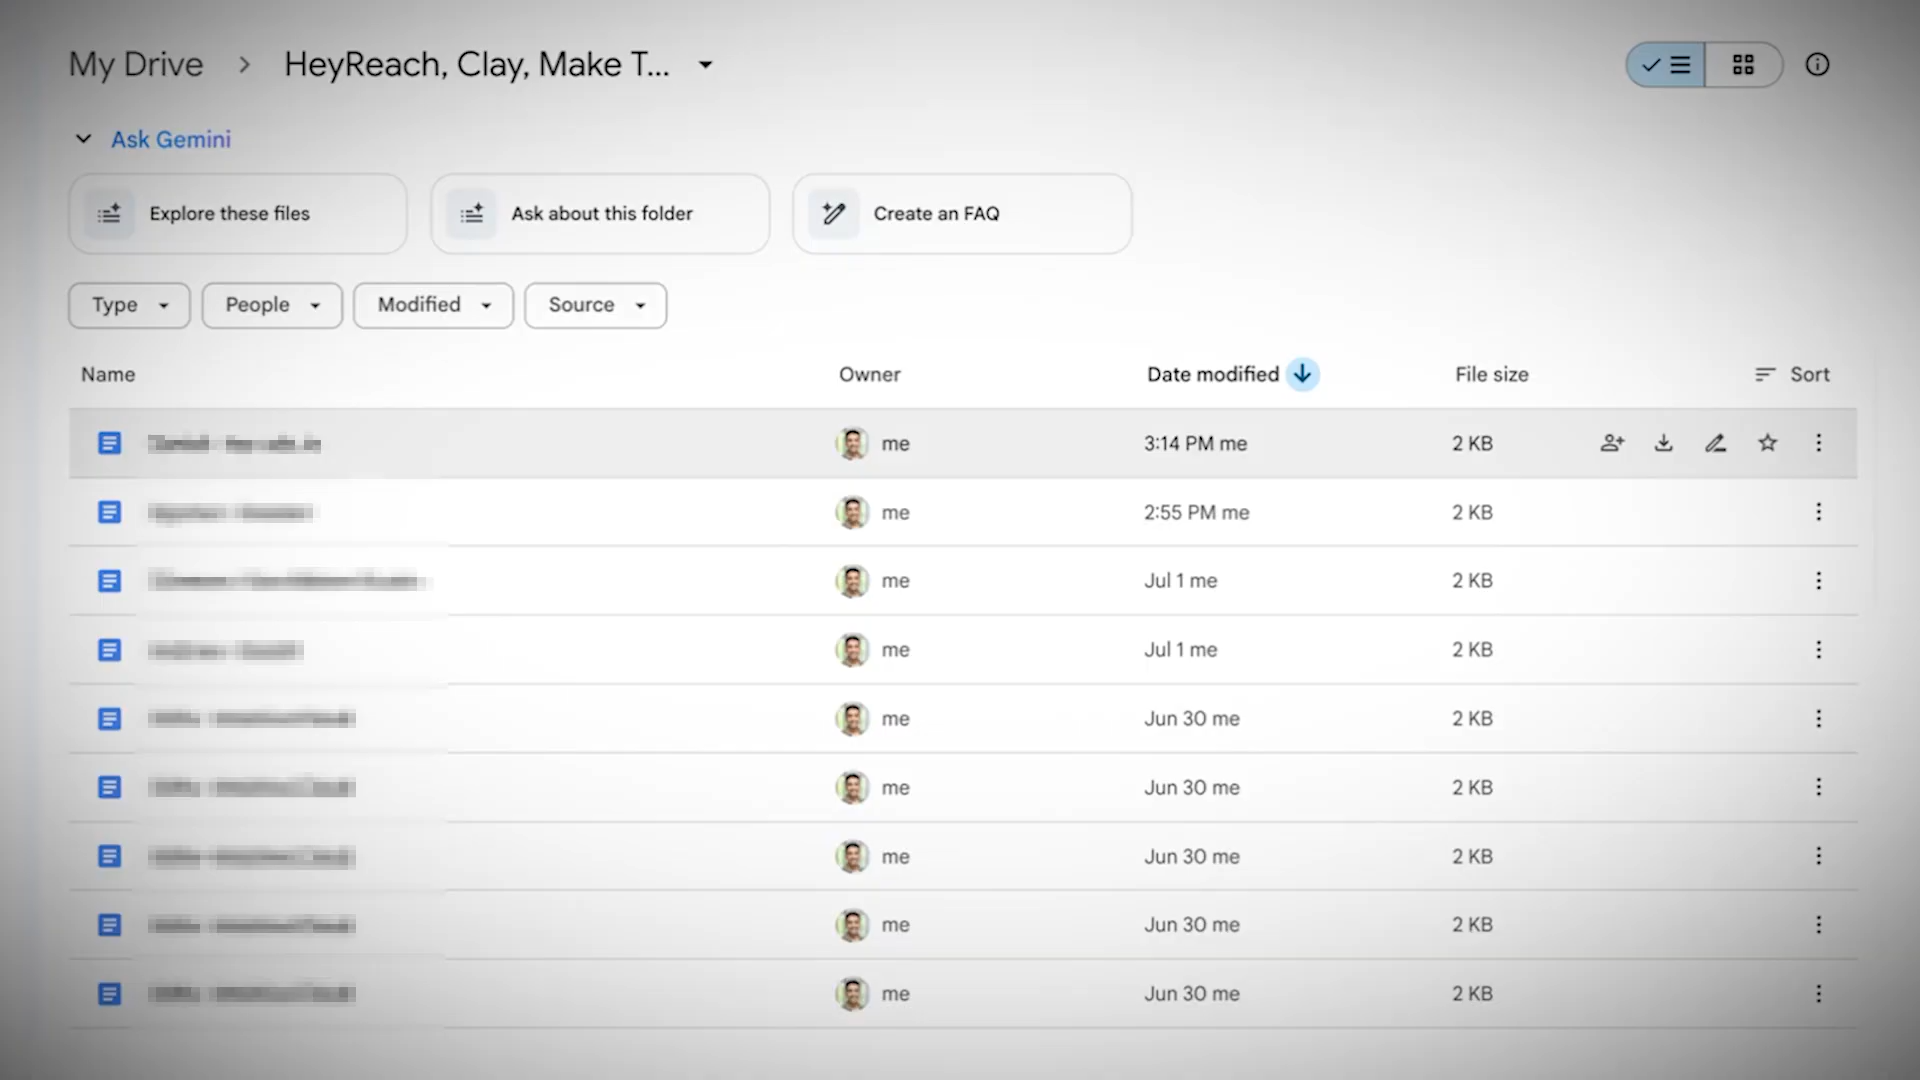 My Drive > HeyReach, Clay, Make T...
Ask Gemini
Explore these files
Ask about this folder
Create an FAQ
Type People Modified Source
Name Owner Date modified File size Sort
me 3:14 PM me 2 KB
me 2:55 PM me 2 KB
me Jul 1 me 2 KB
me Jul 1 me 2 KB
me Jun 30 me 2 KB
me Jun 30 me 2 KB
me Jun 30 me 2 KB
me Jun 30 me 2 KB
me Jun 30 me 2 KB